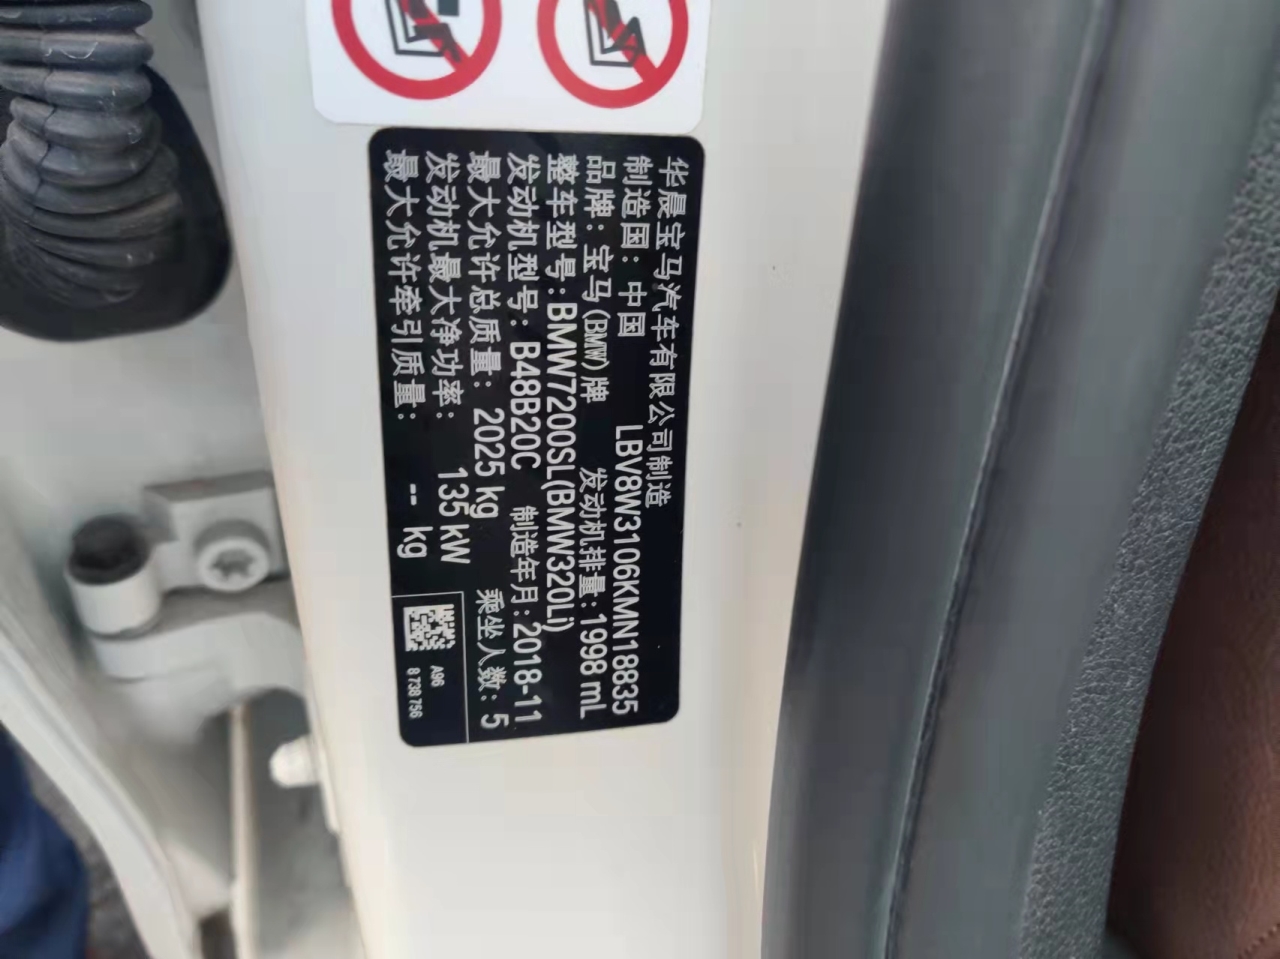 华晨宝马汽车有限公司制造
制造国：中国 LBV8W3106KMN18835
品牌：宝马(BMW)牌 发动机排量：1998 mL
整车型号：BMW7200SL(BMW320Li)
发动机型号：B48B20C 制造年月：2018-11
最大允许总质量：2025 kg 乘坐人数：5
发动机最大净功率：135 kW
最大允许牵引质量：-- kg
A96
8 738 756